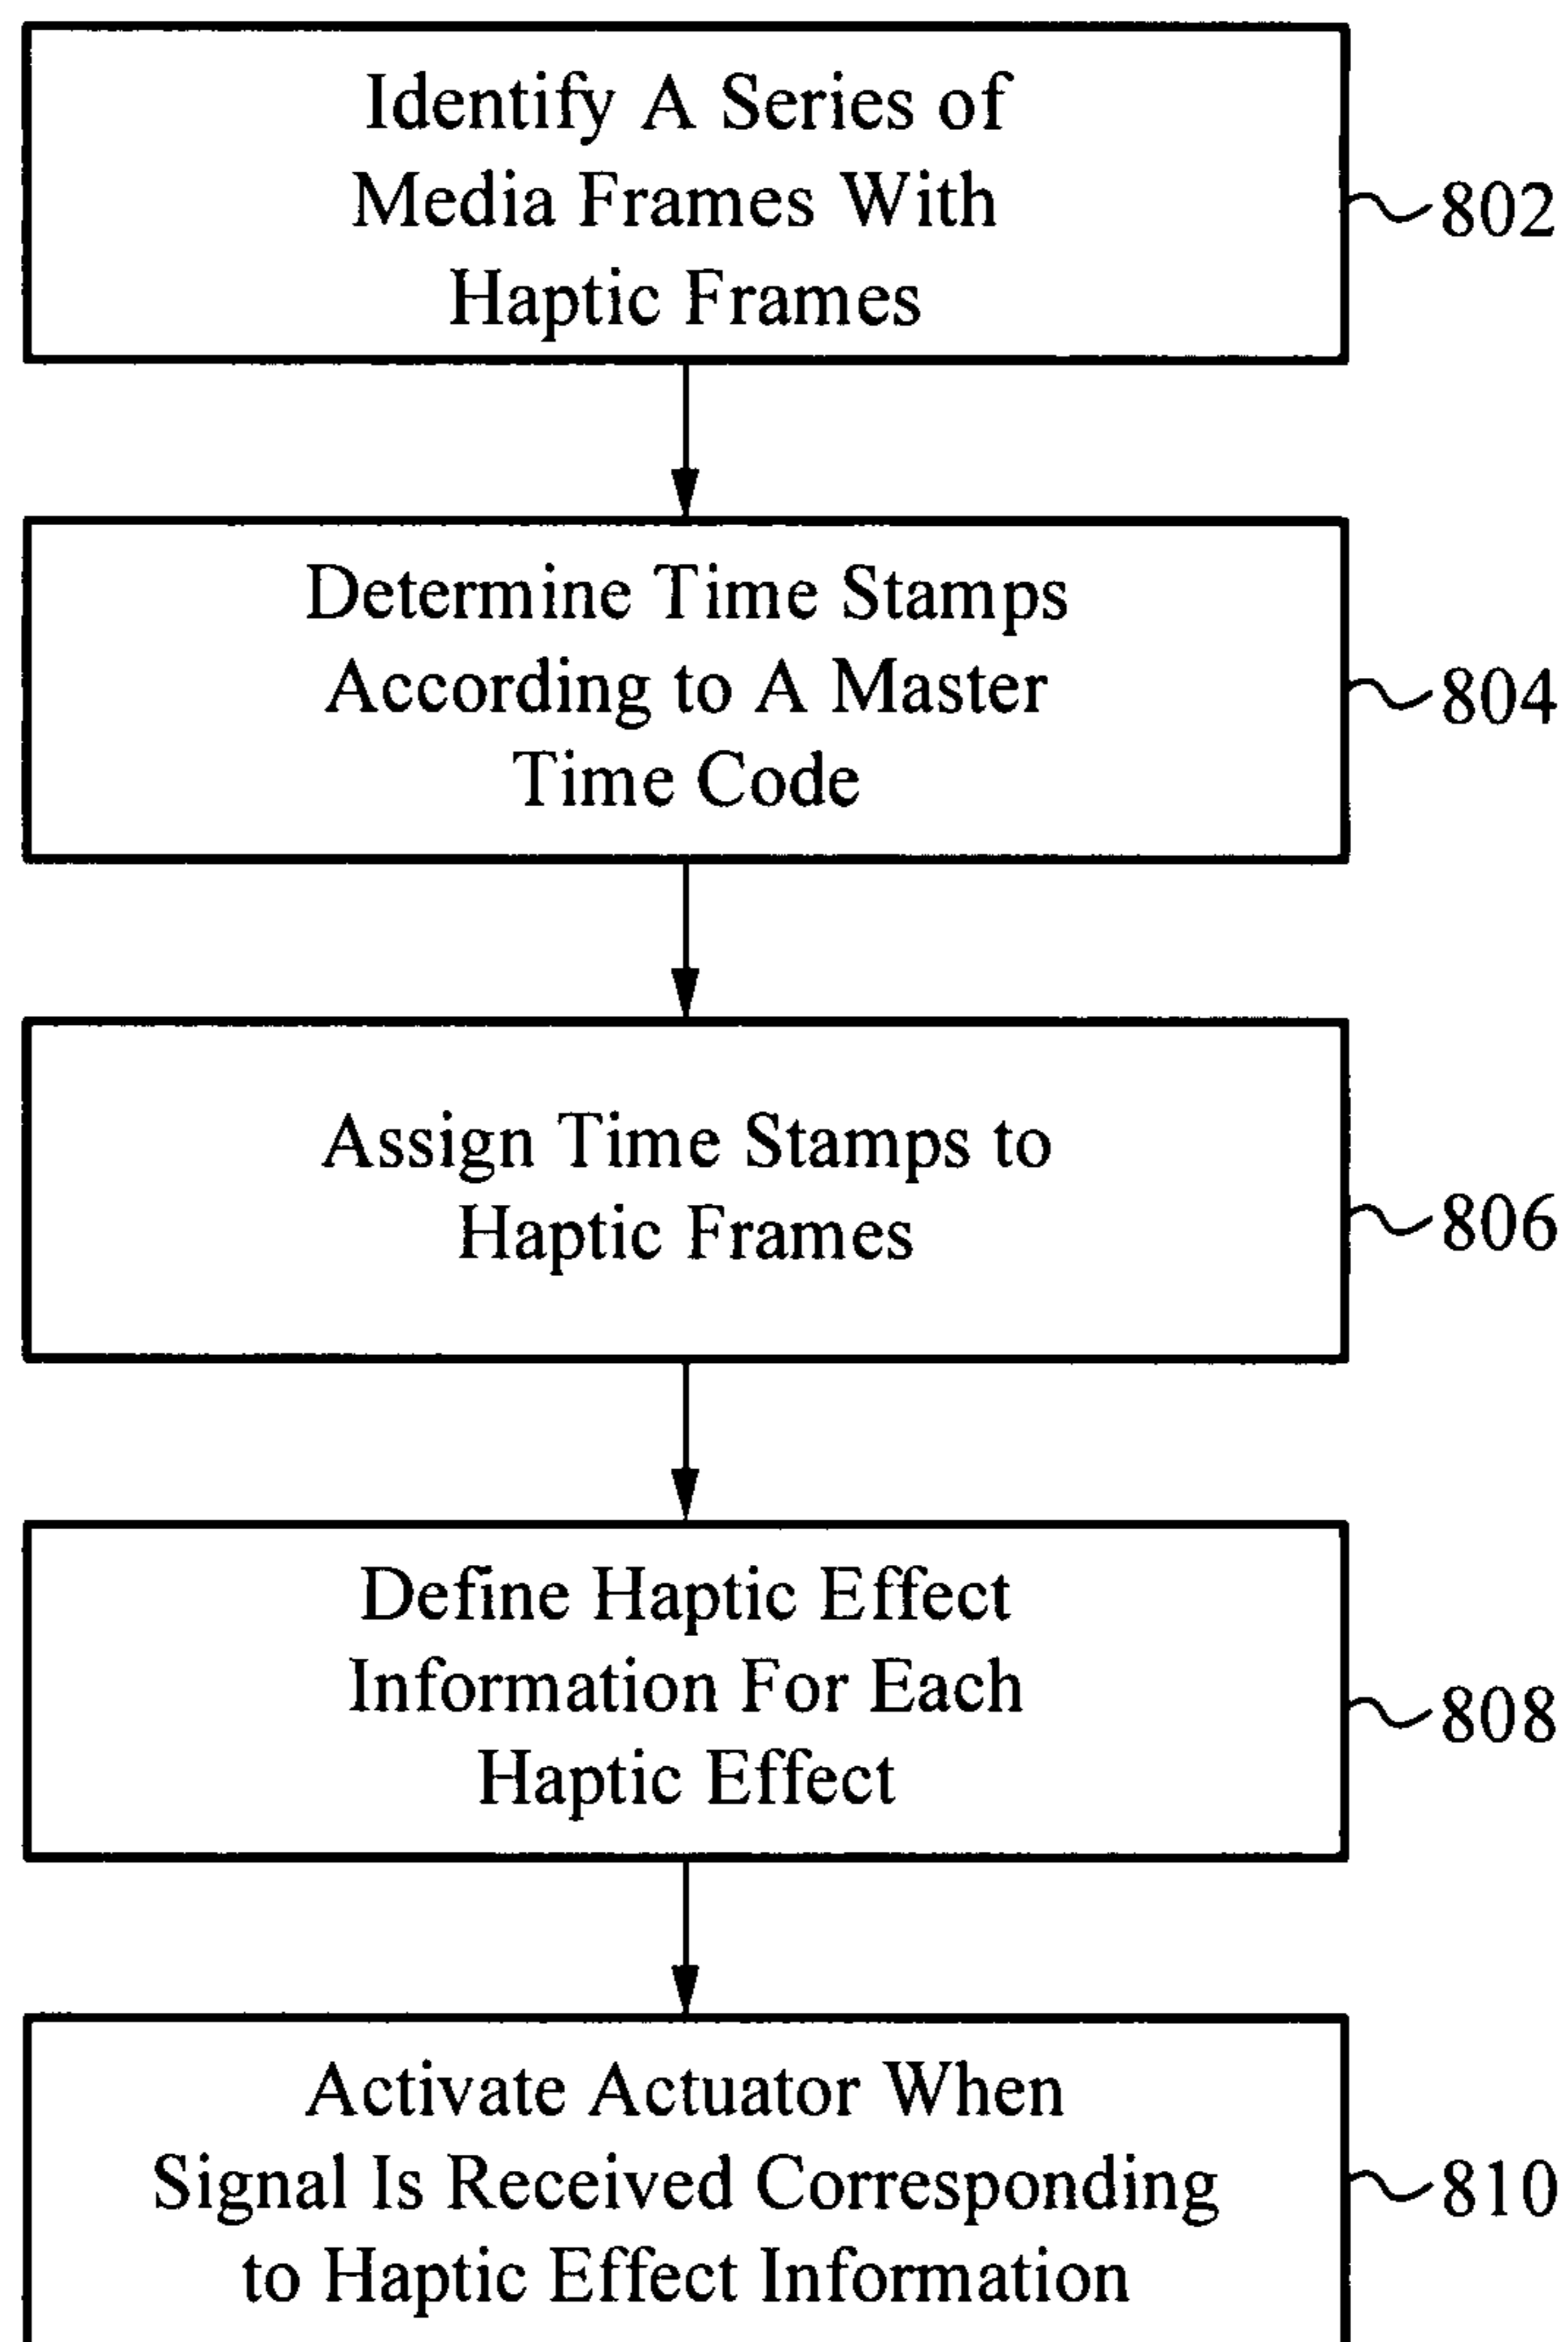 Identify A Series of
Media Frames With
Haptic Frames
802
Determine Time Stamps
According to A Master
Time Code
804
Assign Time Stamps to
Haptic Frames
806
Define Haptic Effect
Information For Each
Haptic Effect
808
Activate Actuator When
Signal Is Received Corresponding
to Haptic Effect Information
810